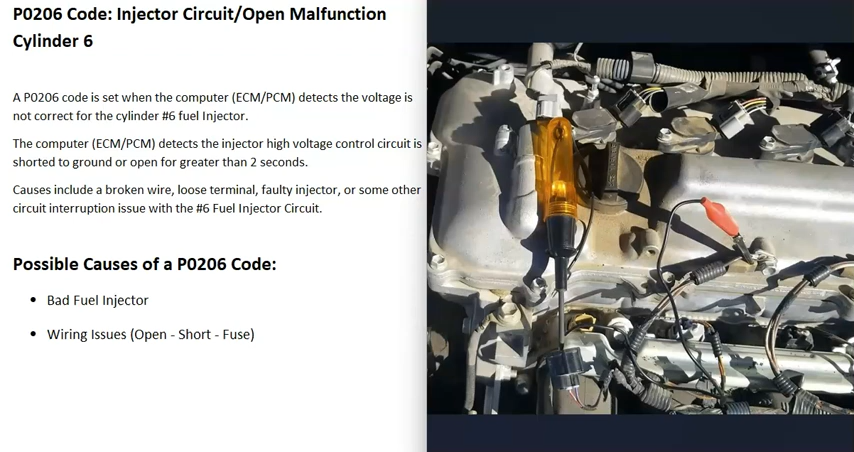 P0206 Code: Injector Circuit/Open Malfunction
Cylinder 6
A P0206 code is set when the computer (ECM/PCM) detects the voltage is
not correct for the cylinder #6 fuel Injector.
The computer (ECM/PCM) detects the injector high voltage control circuit is
shorted to ground or open for greater than 2 seconds.
Causes include a broken wire, loose terminal, faulty injector, or some other
circuit interruption issue with the #6 Fuel Injector Circuit.
Possible Causes of a P0206 Code:
• Bad Fuel Injector
• Wiring Issues (Open - Short - Fuse)